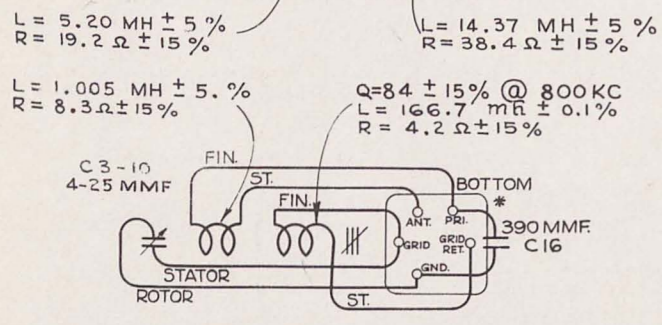 L = 5.20 MH ± 5 %
R = 19.2 Ω ± 15 %
L = 14.37 MH ± 5 %
R = 38.4 Ω ± 15 %
L = 1.005 MH ± 5. %
R = 8.3 Ω ± 15 %
Q=84 ± 15% @ 800 KC
L = 166.7 mh ± 0.1%
R = 4.2 Ω ± 15%
C 3-10
4-25 MMF
FIN.
ST.
FIN.
BOTTOM
*
ANT.
PRI.
390 MMF.
C 16
GRID
GRID
RET.
GND.
STATOR
ROTOR
ST.